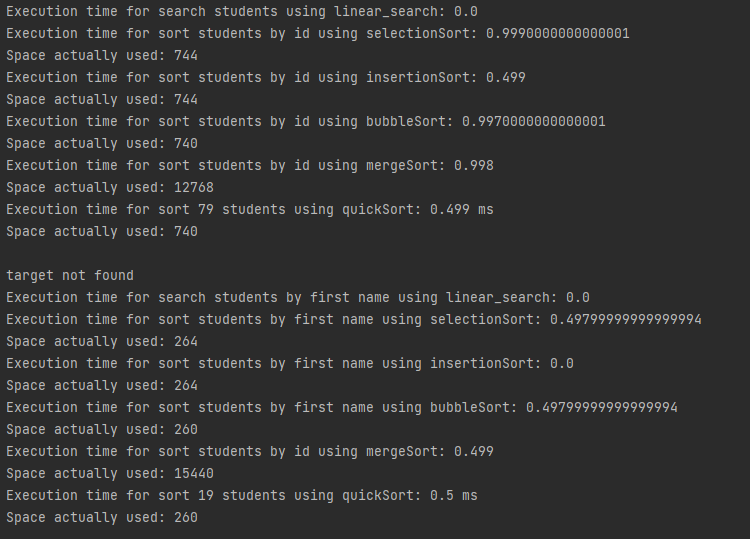 Execution time for search students using linear_search: 0.0
Execution time for sort students by id using selectionSort: 0.9990000000000001
Space actually used: 744
Execution time for sort students by id using insertionSort: 0.499
Space actually used: 744
Execution time for sort students by id using bubbleSort: 0.9970000000000001
Space actually used: 740
Execution time for sort students by id using mergeSort: 0.998
Space actually used: 12768
Execution time for sort 79 students using quickSort: 0.499 ms
Space actually used: 740
target not found
Execution time for search students by first name using linear_search: 0.0
Execution time for sort students by first name using selectionSort: 0.49799999999999994
Space actually used: 264
Execution time for sort students by first name using insertionSort: 0.0
Space actually used: 264
Execution time for sort students by first name using bubbleSort: 0.49799999999999994
Space actually used: 260
Execution time for sort students by id using mergeSort: 0.499
Space actually used: 15440
Execution time for sort 19 students using quickSort: 0.5 ms
Space actually used: 260